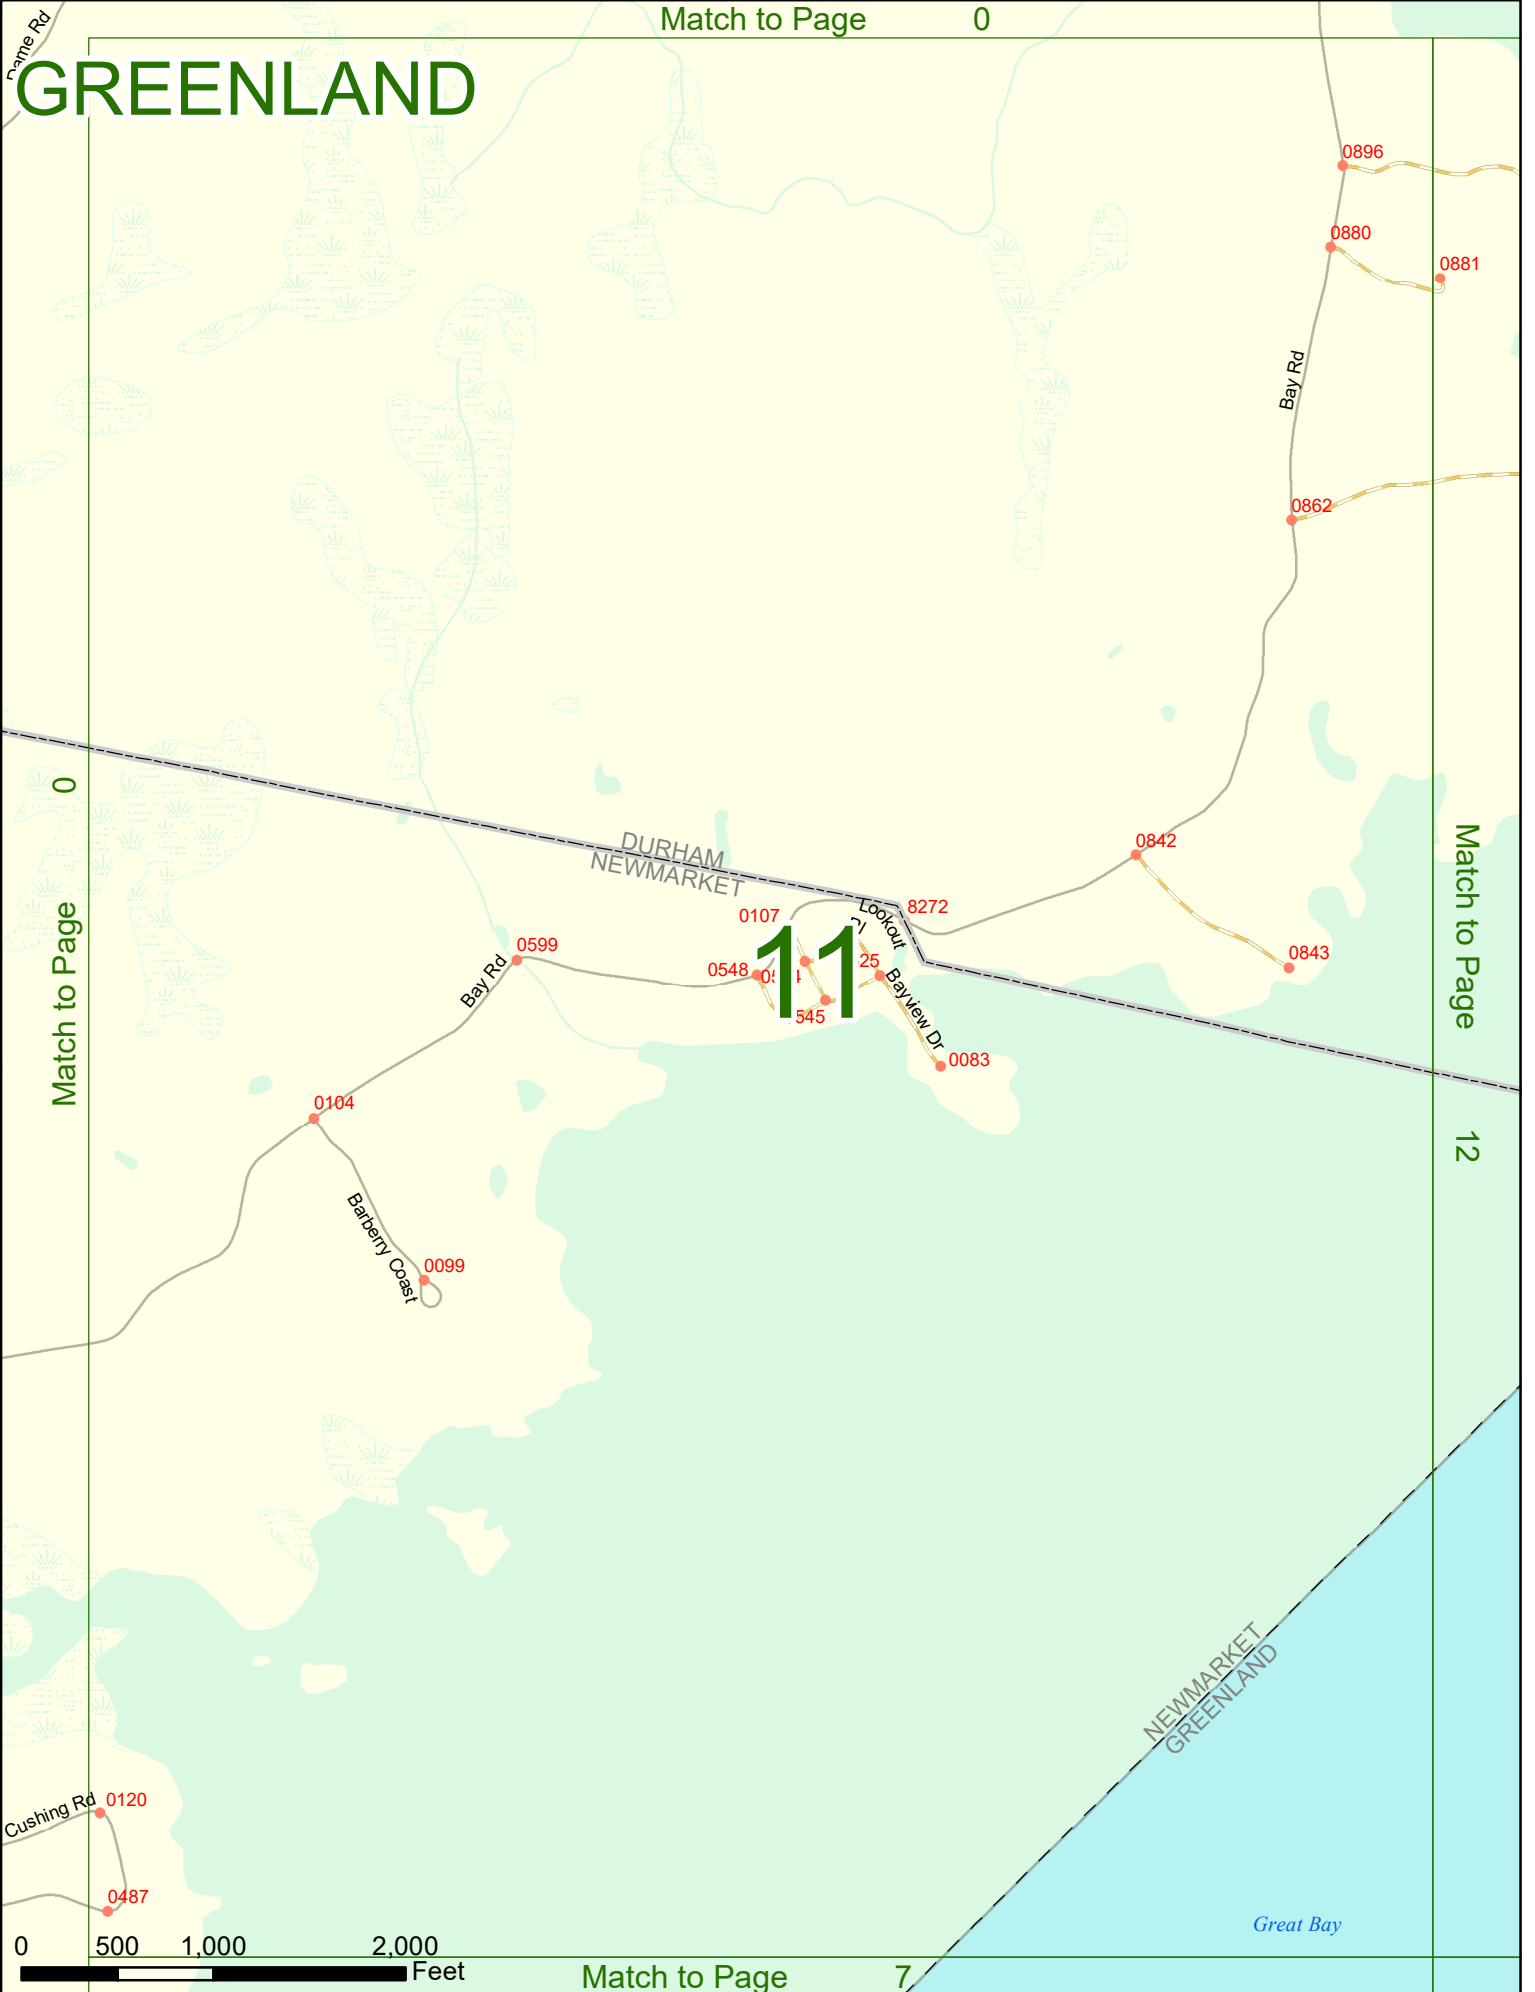 Match to Page 0
Dame Rd
GREENLAND
0896
0880
0881
Bay Rd
0862
0
Match to Page
DURHAM
NEWMARKET
0842
Match to Page
12
8272
Lookout
Pl
0107
0599
0548
11
0843
Bay Rd
545
Bayview Dr
0083
0104
Barberry Coast
0099
NEWMARKET
GREENLAND
Cushing Rd
0120
0487
Great Bay
0 500 1,000 2,000
Feet
Match to Page 7